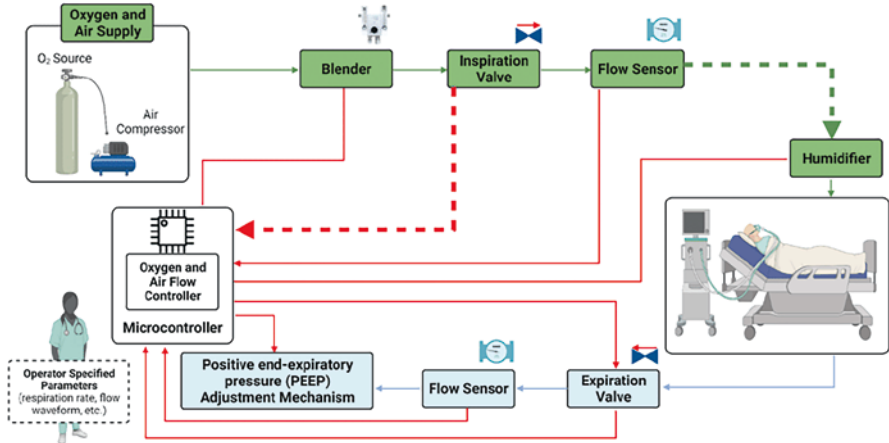 Oxygen and
Air Supply
O₂ Source
Air
Compressor
Blender
Inspiration
Valve
Flow Sensor
Humidifier
Oxygen and
Air Flow
Controller
Microcontroller
Operator Specified
Parameters
(respiration rate, flow
waveform, etc.)
Positive end-expiratory
pressure (PEEP)
Adjustment Mechanism
Flow Sensor
Expiration
Valve